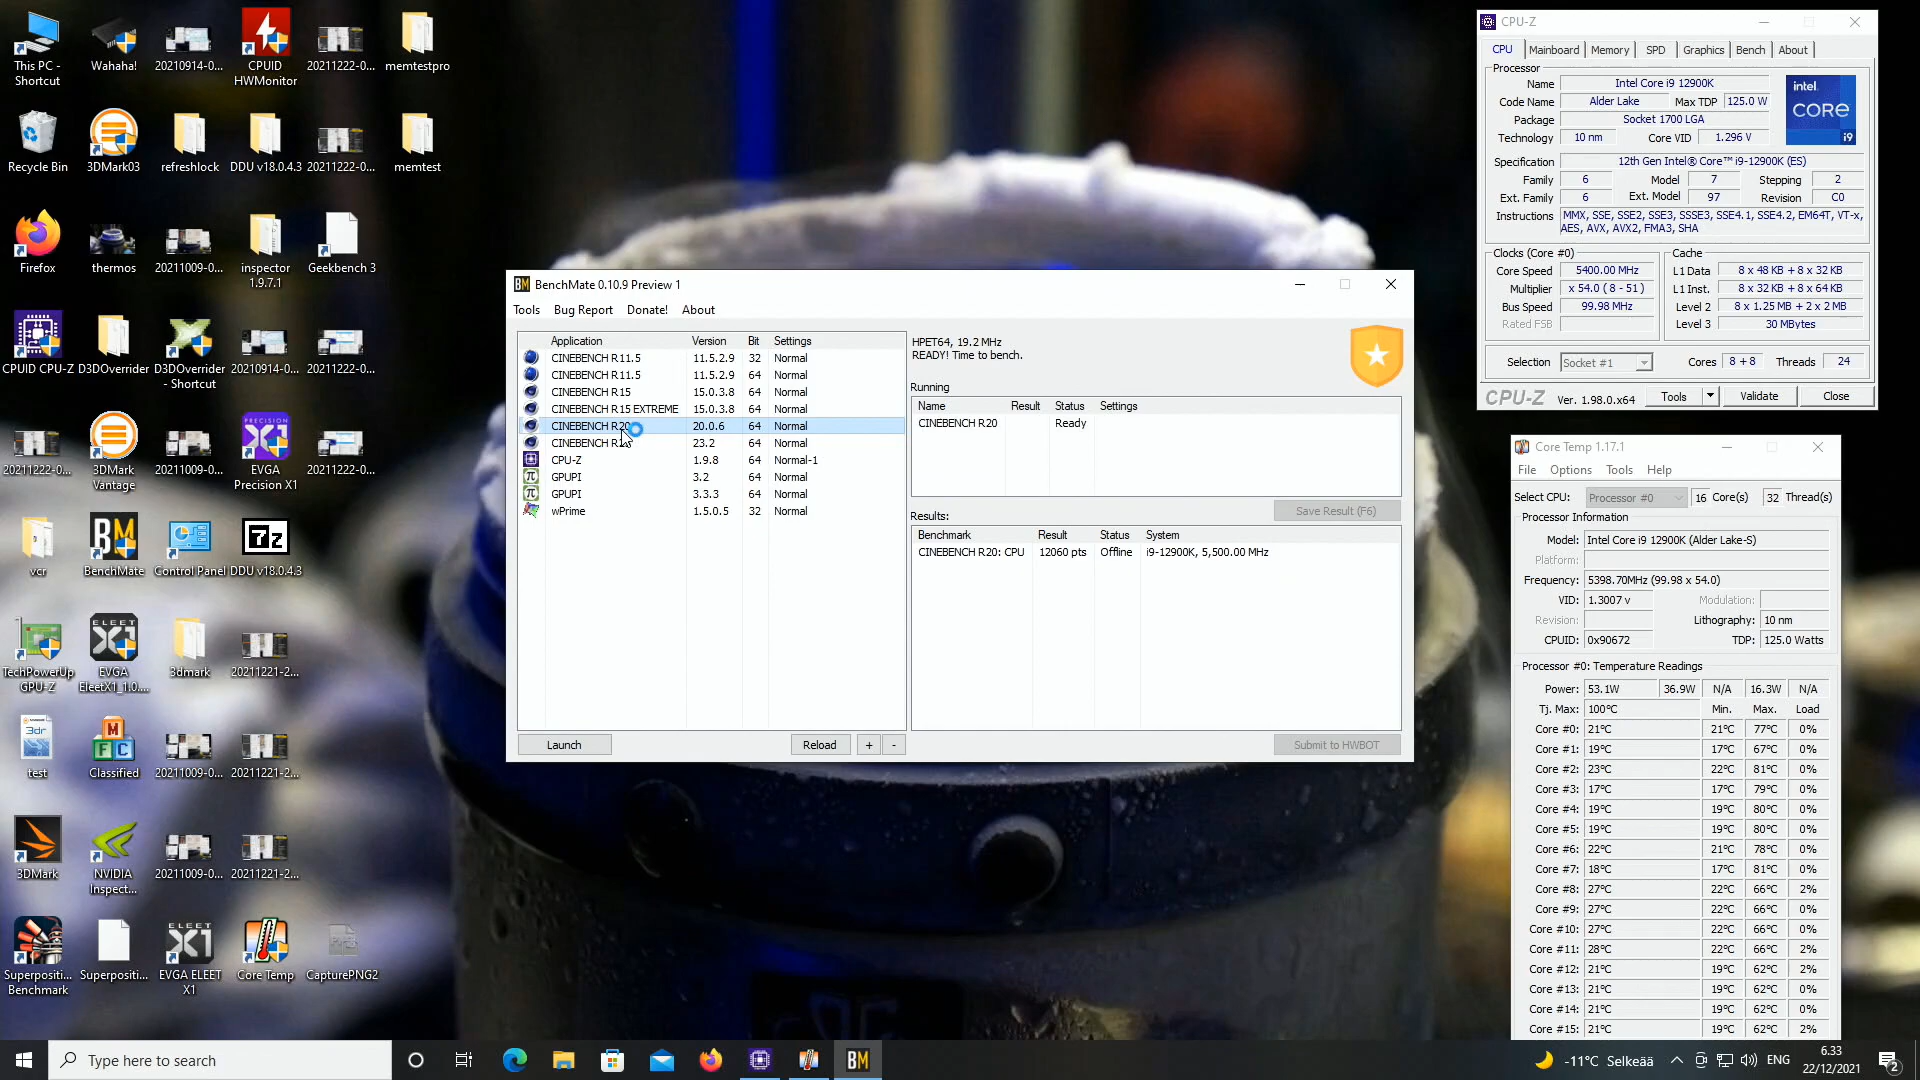 This PC - Shortcut
Wahaha!
20210914-0...
CPUID HWMonitor
20211222-0...
memtestpro
Recycle Bin
3DMark03
refreshlock
DDU v18.0.4.3
20211222-0...
memtest
Firefox
thermos
20211009-0...
inspector 1.9.7.1
Geekbench 3
CPUID CPU-Z
D3DOverrider
D3DOverrider - Shortcut
20210914-0...
20211222-0...
20211222-0...
3DMark Vantage
20211009-0...
PRECISION
X1
EVGA Precision X1
20211222-0...
vcr
BenchMate
Control Panel
DDU v18.0.4.3
TechPowerUp GPU-Z
EVGA EleetX1_1.0....
3dmark
20211221-2...
test
Classified
20211009-0...
20211221-2...
3DMark
NVIDIA Inspect...
20211009-0...
20211221-2...
Superpositi... Benchmark
Superpositi...
EVGA ELEET X1
Core Temp
CapturePNG2
BenchMate 0.10.9 Preview 1
Tools Bug Report Donate! About
Application Version Bit Settings
CINEBENCH R11.5 11.5.2.9 32 Normal
CINEBENCH R11.5 11.5.2.9 64 Normal
CINEBENCH R15 15.0.3.8 64 Normal
CINEBENCH R15 EXTREME 15.0.3.8 64 Normal
CINEBENCH R20 20.0.6 64 Normal
CINEBENCH 23.2 64 Normal
CPU-Z 1.9.8 64 Normal-1
GPUPI 3.2 64 Normal
GPUPI 3.3.3 64 Normal
wPrime 1.5.0.5 32 Normal
Launch Reload + -
HPET64, 19.2 MHz
READY! Time to bench.
Running
Name Result Status Settings
CINEBENCH R20 Ready
Save Result (F6)
Results:
Benchmark Result Status System
CINEBENCH R20: CPU 12060 pts Offline i9-12900K, 5,500.00 MHz
Submit to HWBOT
CPU-Z
CPU Mainboard Memory SPD Graphics Bench About
Processor
Name Intel Core i9 12900K
Code Name Alder Lake Max TDP 125.0 W
Package Socket 1700 LGA
Technology 10 nm Core VID 1.296 V
intel. CORE i9
Specification 12th Gen Intel® Core™ i9-12900K (ES)
Family 6 Model 7 Stepping 2
Ext. Family 6 Ext. Model 97 Revision C0
Instructions MMX, SSE, SSE2, SSE3, SSSE3, SSE4.1, SSE4.2, EM64T, VT-x,
AES, AVX, AVX2, FMA3, SHA
Clocks (Core #0) Cache
Core Speed 5400.00 MHz L1 Data 8 x 48 KB + 8 x 32 KB
Multiplier x 54.0 ( 8 - 51 ) L1 Inst. 8 x 32 KB + 8 x 64 KB
Bus Speed 99.98 MHz Level 2 8 x 1.25 MB + 2 x 2 MB
Rated FSB Level 3 30 MBytes
Selection Socket #1 Cores 8 + 8 Threads 24
CPU-Z Ver. 1.98.0.x64 Tools Validate Close
Core Temp 1.17.1
File Options Tools Help
Select CPU: Processor #0 16 Core(s) 32 Thread(s)
Processor Information
Model: Intel Core i9 12900K (Alder Lake-S)
Platform:
Frequency: 5398.70MHz (99.98 x 54.0)
VID: 1.3007 v Modulation:
Revision: Lithography: 10 nm
CPUID: 0x90672 TDP: 125.0 Watts
Processor #0: Temperature Readings
Power: 53.1W 36.9W N/A 16.3W N/A
Tj. Max: 100°C Min. Max. Load
Core #0: 21°C 21°C 77°C 0%
Core #1: 19°C 17°C 67°C 0%
Core #2: 23°C 22°C 81°C 0%
Core #3: 17°C 17°C 79°C 0%
Core #4: 19°C 19°C 80°C 0%
Core #5: 19°C 19°C 80°C 0%
Core #6: 22°C 21°C 78°C 0%
Core #7: 18°C 17°C 81°C 0%
Core #8: 27°C 22°C 66°C 2%
Core #9: 27°C 22°C 66°C 0%
Core #10: 27°C 22°C 66°C 0%
Core #11: 28°C 22°C 66°C 2%
Core #12: 21°C 19°C 62°C 2%
Core #13: 21°C 19°C 62°C 0%
Core #14: 21°C 19°C 62°C 0%
Core #15: 21°C 19°C 62°C 2%
Type here to search
BM
-11°C Selkeää ENG 6.33
22/12/2021
2